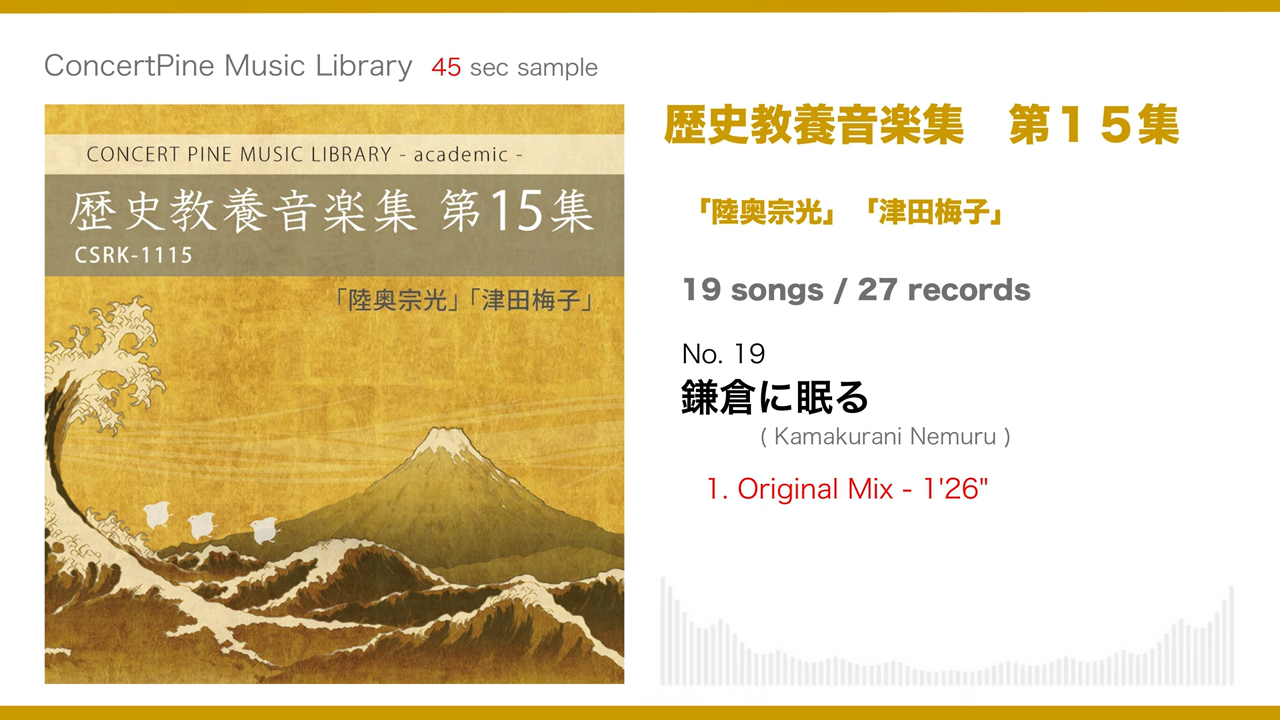 ConcertPine Music Library 45 sec sample
CONCERT PINE MUSIC LIBRARY - academic -
歴史教養音楽集 第15集
CSRK-1115
「陸奥宗光」「津田梅子」
歴史教養音楽集　第１５集
「陸奥宗光」「津田梅子」
19 songs / 27 records
No. 19
鎌倉に眠る
( Kamakurani Nemuru )
1. Original Mix - 1'26"